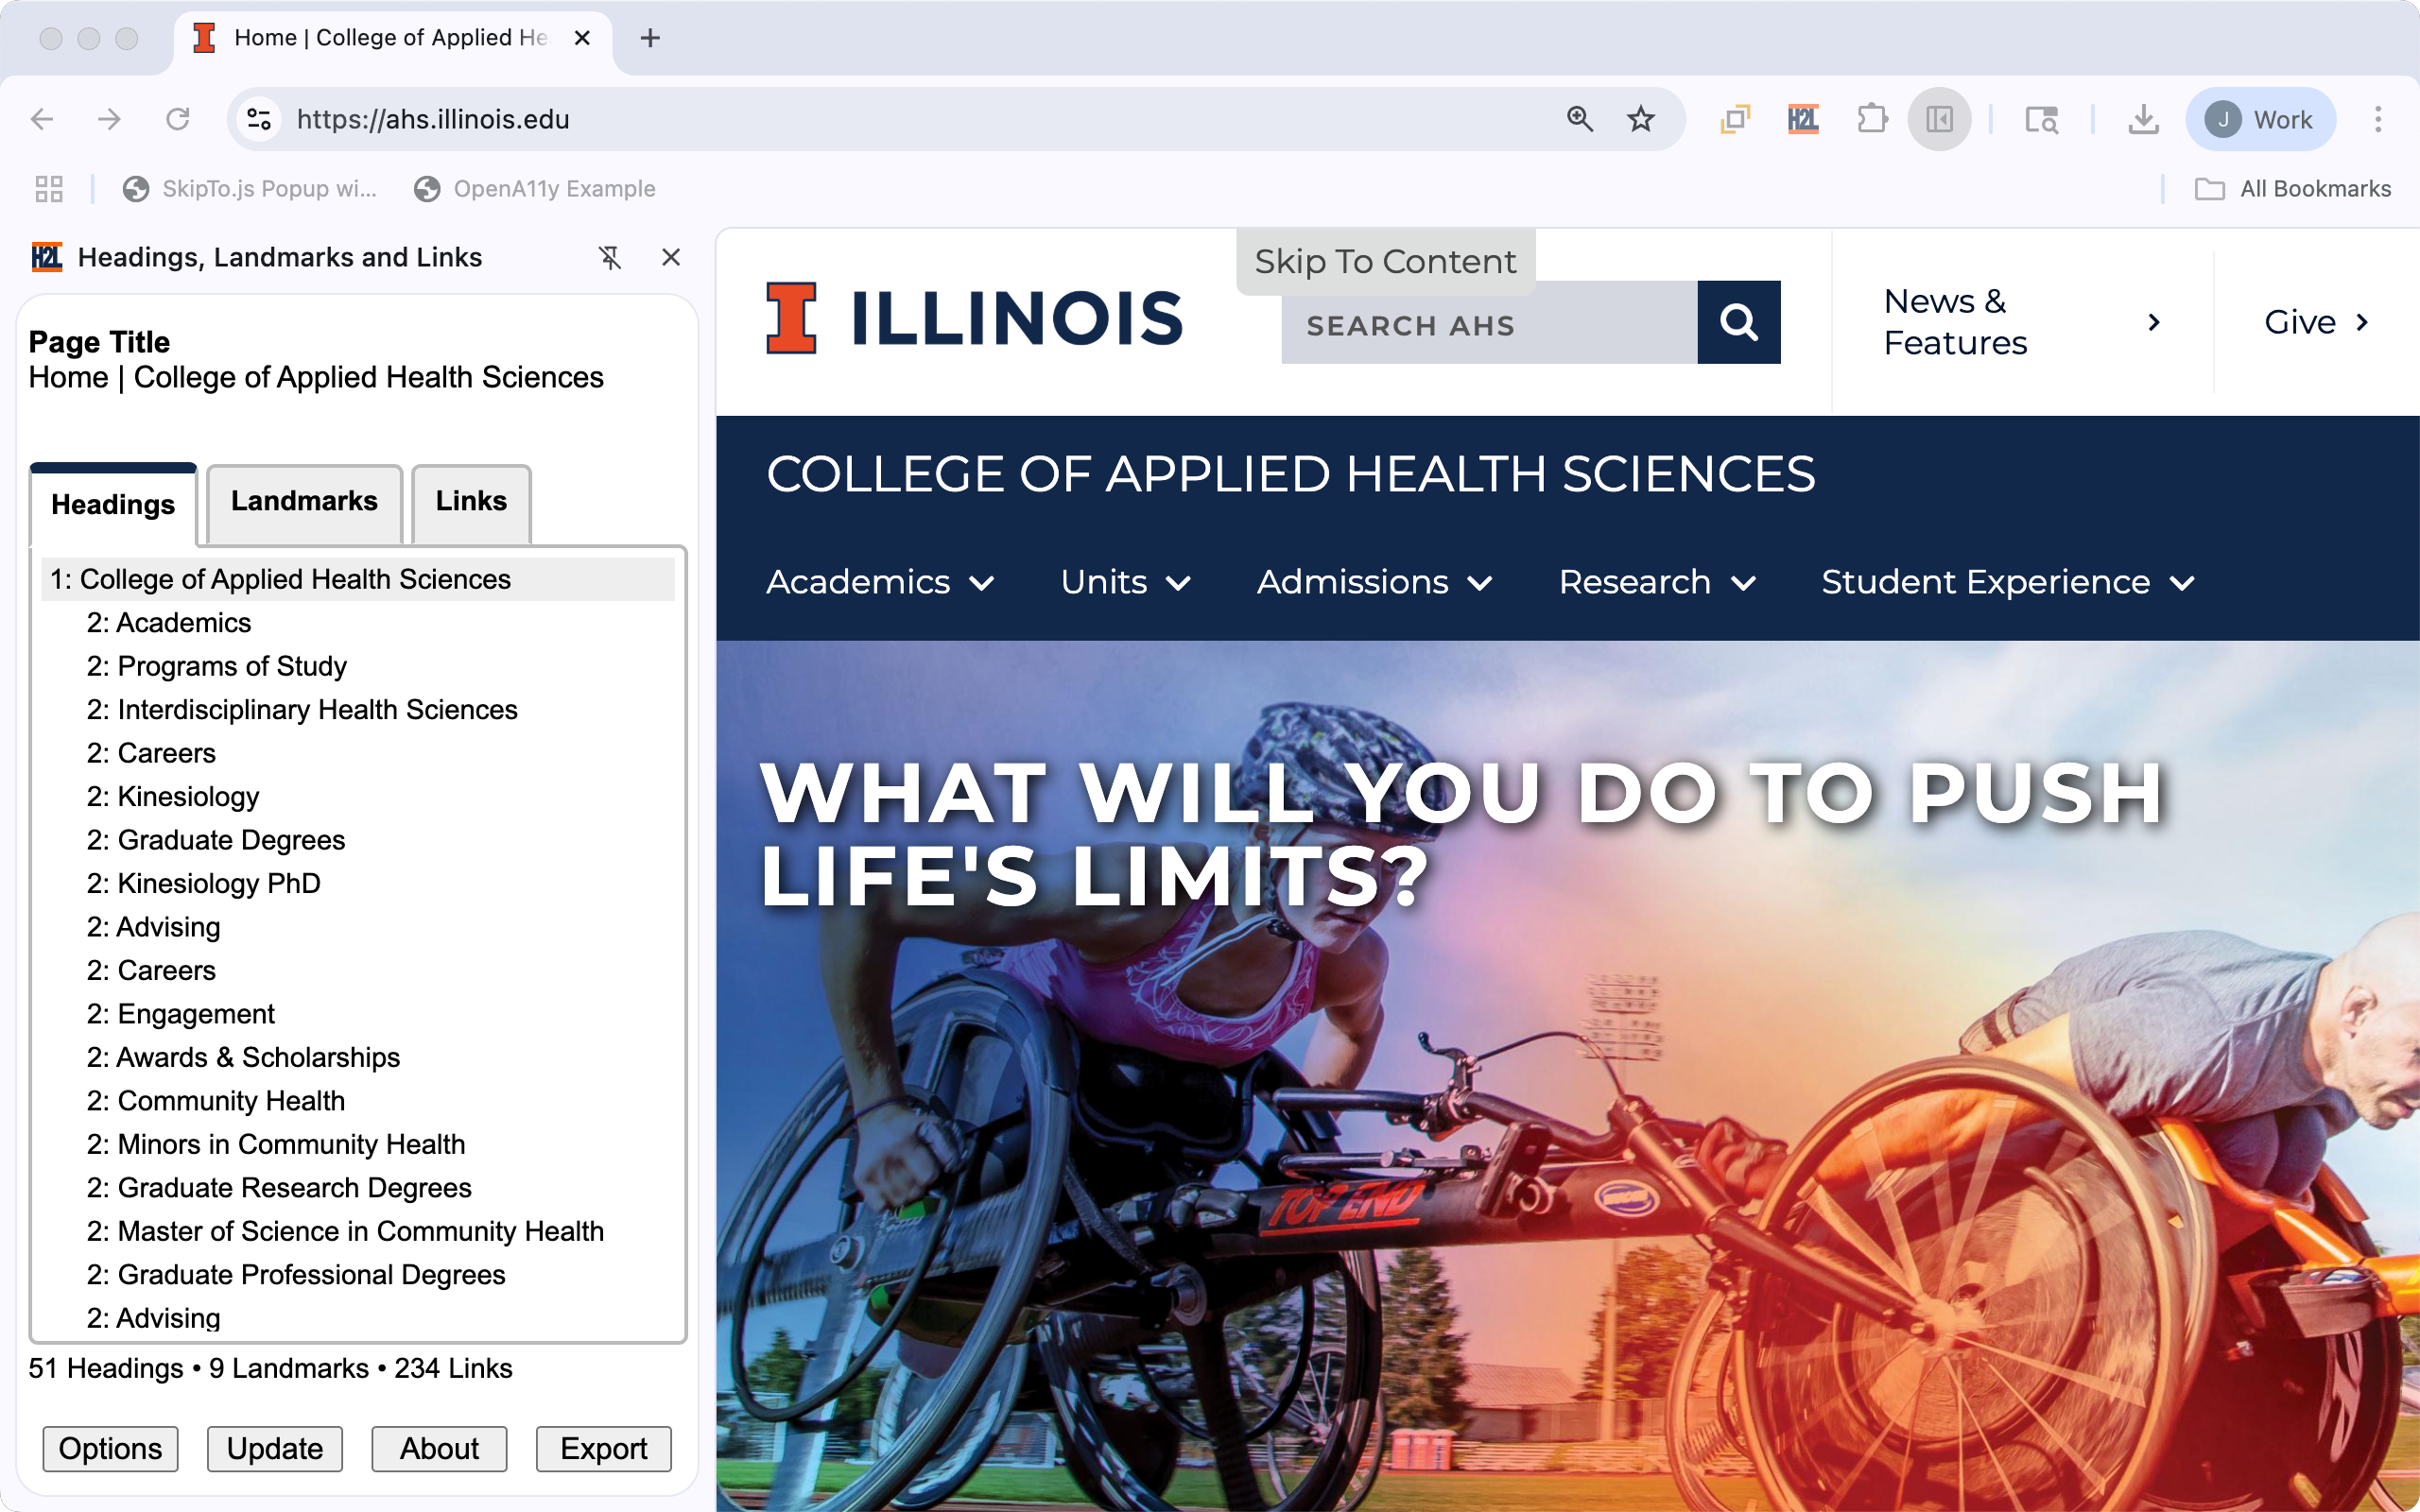 Home | College of Applied He
https://ahs.illinois.edu
H2L
J Work
SkipTo.js Popup wi...
OpenA11y Example
All Bookmarks
H2L Headings, Landmarks and Links
Page Title
Home | College of Applied Health Sciences
Headings
Landmarks
Links
1: College of Applied Health Sciences
2: Academics
2: Programs of Study
2: Interdisciplinary Health Sciences
2: Careers
2: Kinesiology
2: Graduate Degrees
2: Kinesiology PhD
2: Advising
2: Careers
2: Engagement
2: Awards & Scholarships
2: Community Health
2: Minors in Community Health
2: Graduate Research Degrees
2: Master of Science in Community Health
2: Graduate Professional Degrees
2: Advising
51 Headings • 9 Landmarks • 234 Links
Options
Update
About
Export
Skip To Content
ILLINOIS
SEARCH AHS
News &
Features
Give
COLLEGE OF APPLIED HEALTH SCIENCES
Academics
Units
Admissions
Research
Student Experience
WHAT WILL YOU DO TO PUSH
LIFE'S LIMITS?
TOP END